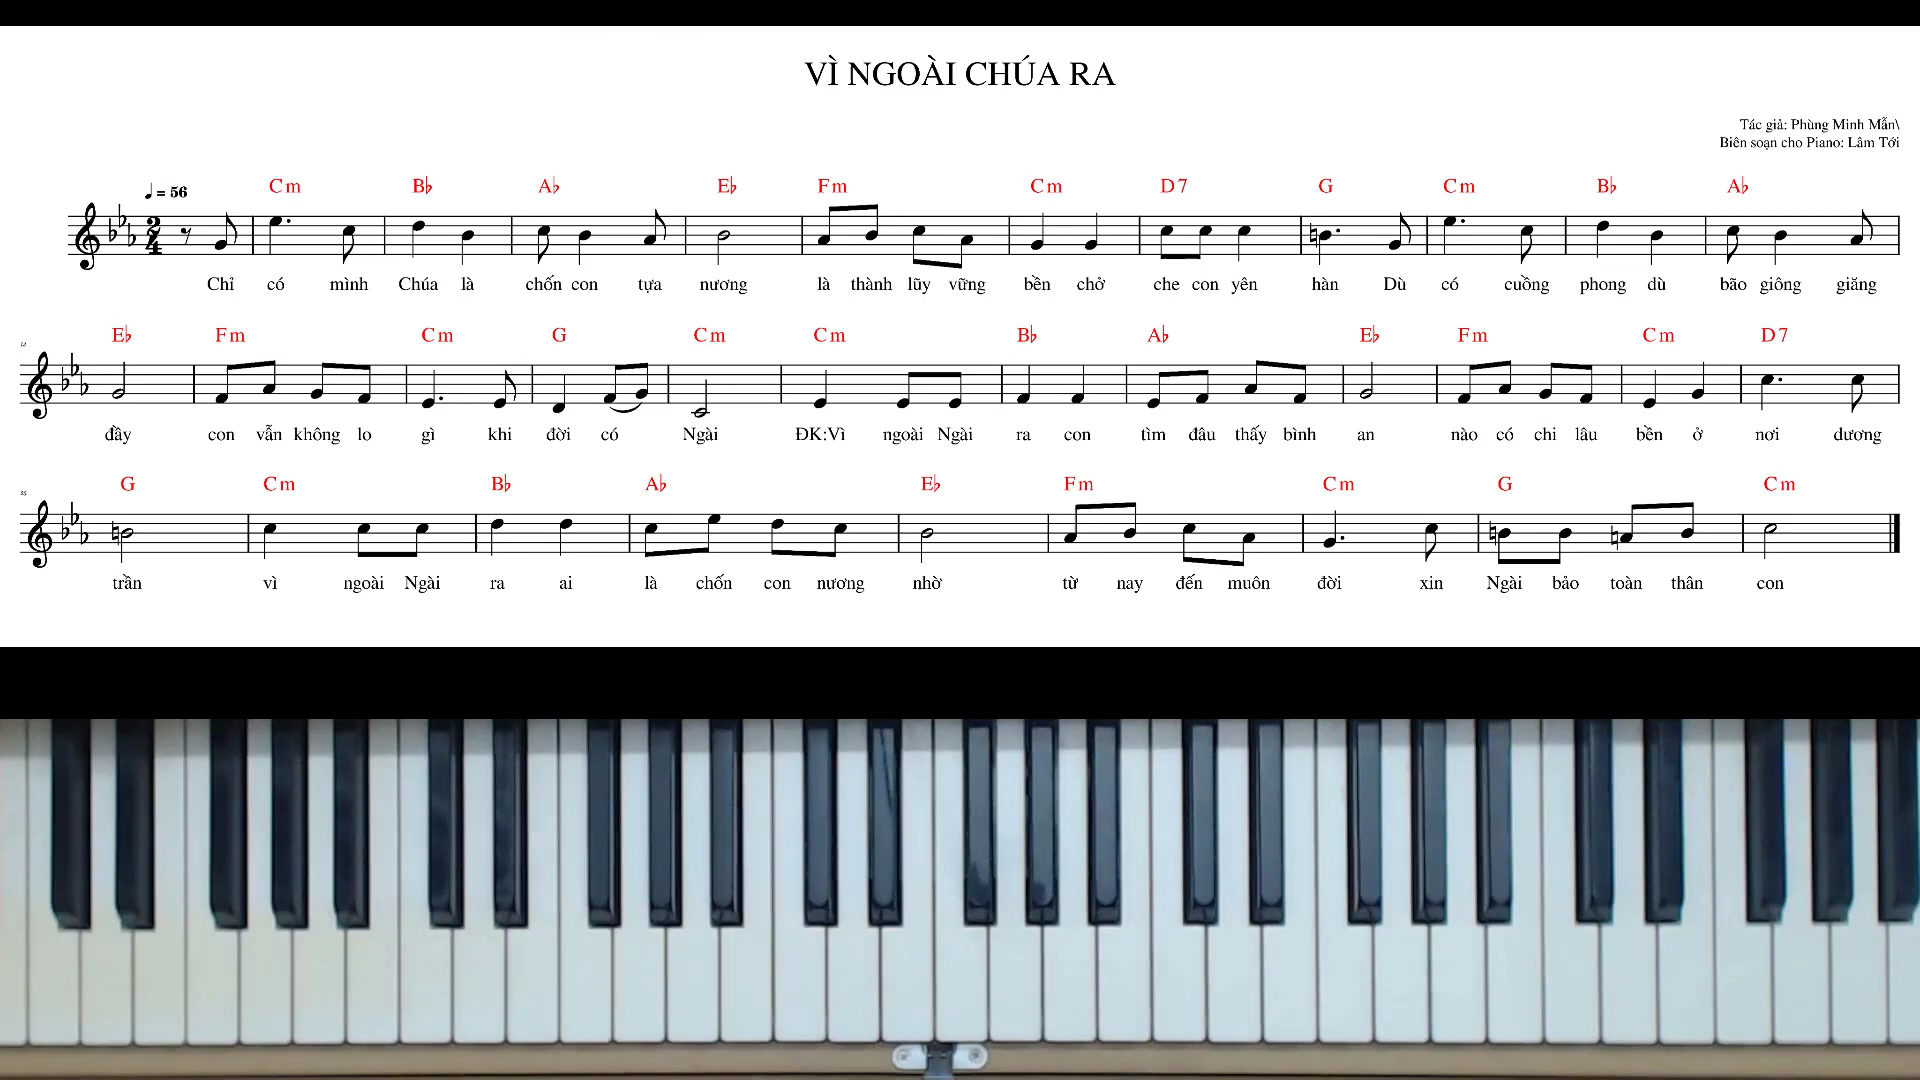 VÌ NGOÀI CHÚA RA
Tác giả: Phùng Minh Mẫn\
Biên soạn cho Piano: Lâm Tới
♩ = 56
Cm B♭ A♭ E♭ Fm Cm D7 G Cm B♭ A♭
Chỉ có mình Chúa là chốn con tựa nương là thành lũy vững bền chở che con yên hàn Dù có cuồng phong dù bão giông giăng
E♭ Fm Cm G Cm Cm B♭ A♭ E♭ Fm Cm D7
đầy con vẫn không lo gì khi đời có Ngài ĐK:Vì ngoài Ngài ra con tìm đâu thấy bình an nào có chi lâu bền ở nơi dương
G Cm B♭ A♭ E♭ Fm Cm G Cm
trần vì ngoài Ngài ra ai là chốn con nương nhờ từ nay đến muôn đời xin Ngài bảo toàn thân con